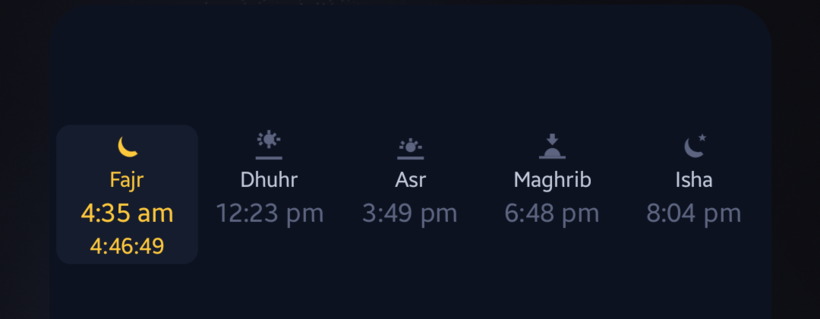 Fajr
4:35 am
4:46:49
Dhuhr
12:23 pm
Asr
3:49 pm
Maghrib
6:48 pm
Isha
8:04 pm